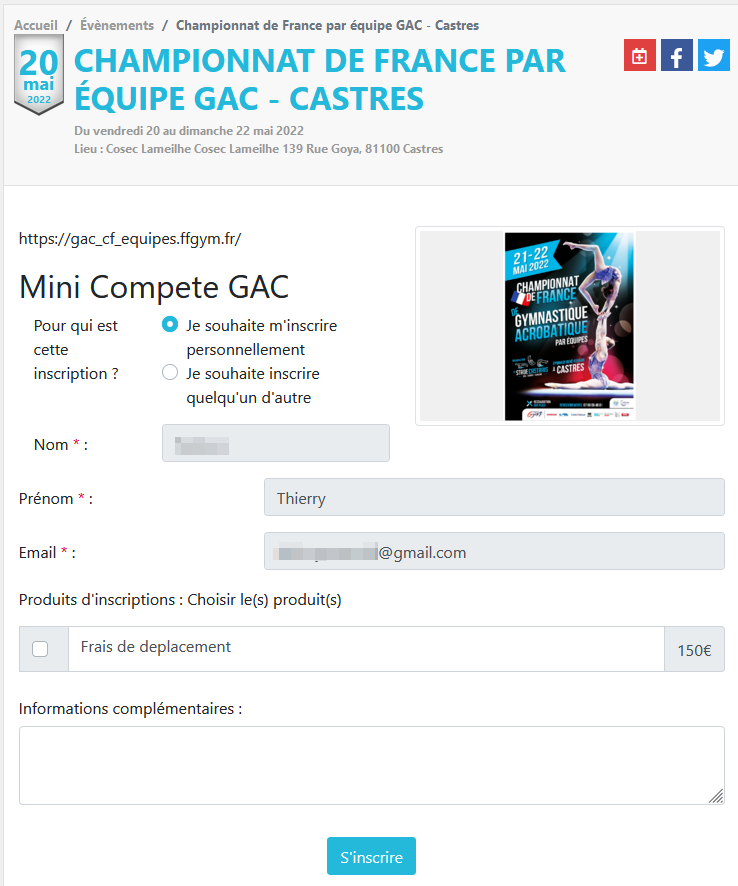 Accueil / Évènements / Championnat de France par équipe GAC - Castres
20
mai
2022
CHAMPIONNAT DE FRANCE PAR
ÉQUIPE GAC - CASTRES
Du vendredi 20 au dimanche 22 mai 2022
Lieu : Cosec Lameilhe Cosec Lameilhe 139 Rue Goya, 81100 Castres
https://gac_cf_equipes.ffgym.fr/
21-22
MAI 2022
CHAMPIONNAT
DE FRANCE
DE GYMNASTIQUE
ACROBATIQUE
PAR ÉQUIPES
À CASTRES
Mini Compete GAC
Pour qui est
cette
inscription ?
Je souhaite m'inscrire
personnellement
Je souhaite inscrire
quelqu'un d'autre
Nom * :
Prénom * :
Thierry
Email * :
@gmail.com
Produits d'inscriptions : Choisir le(s) produit(s)
Frais de deplacement
150€
Informations complémentaires :
S'inscrire